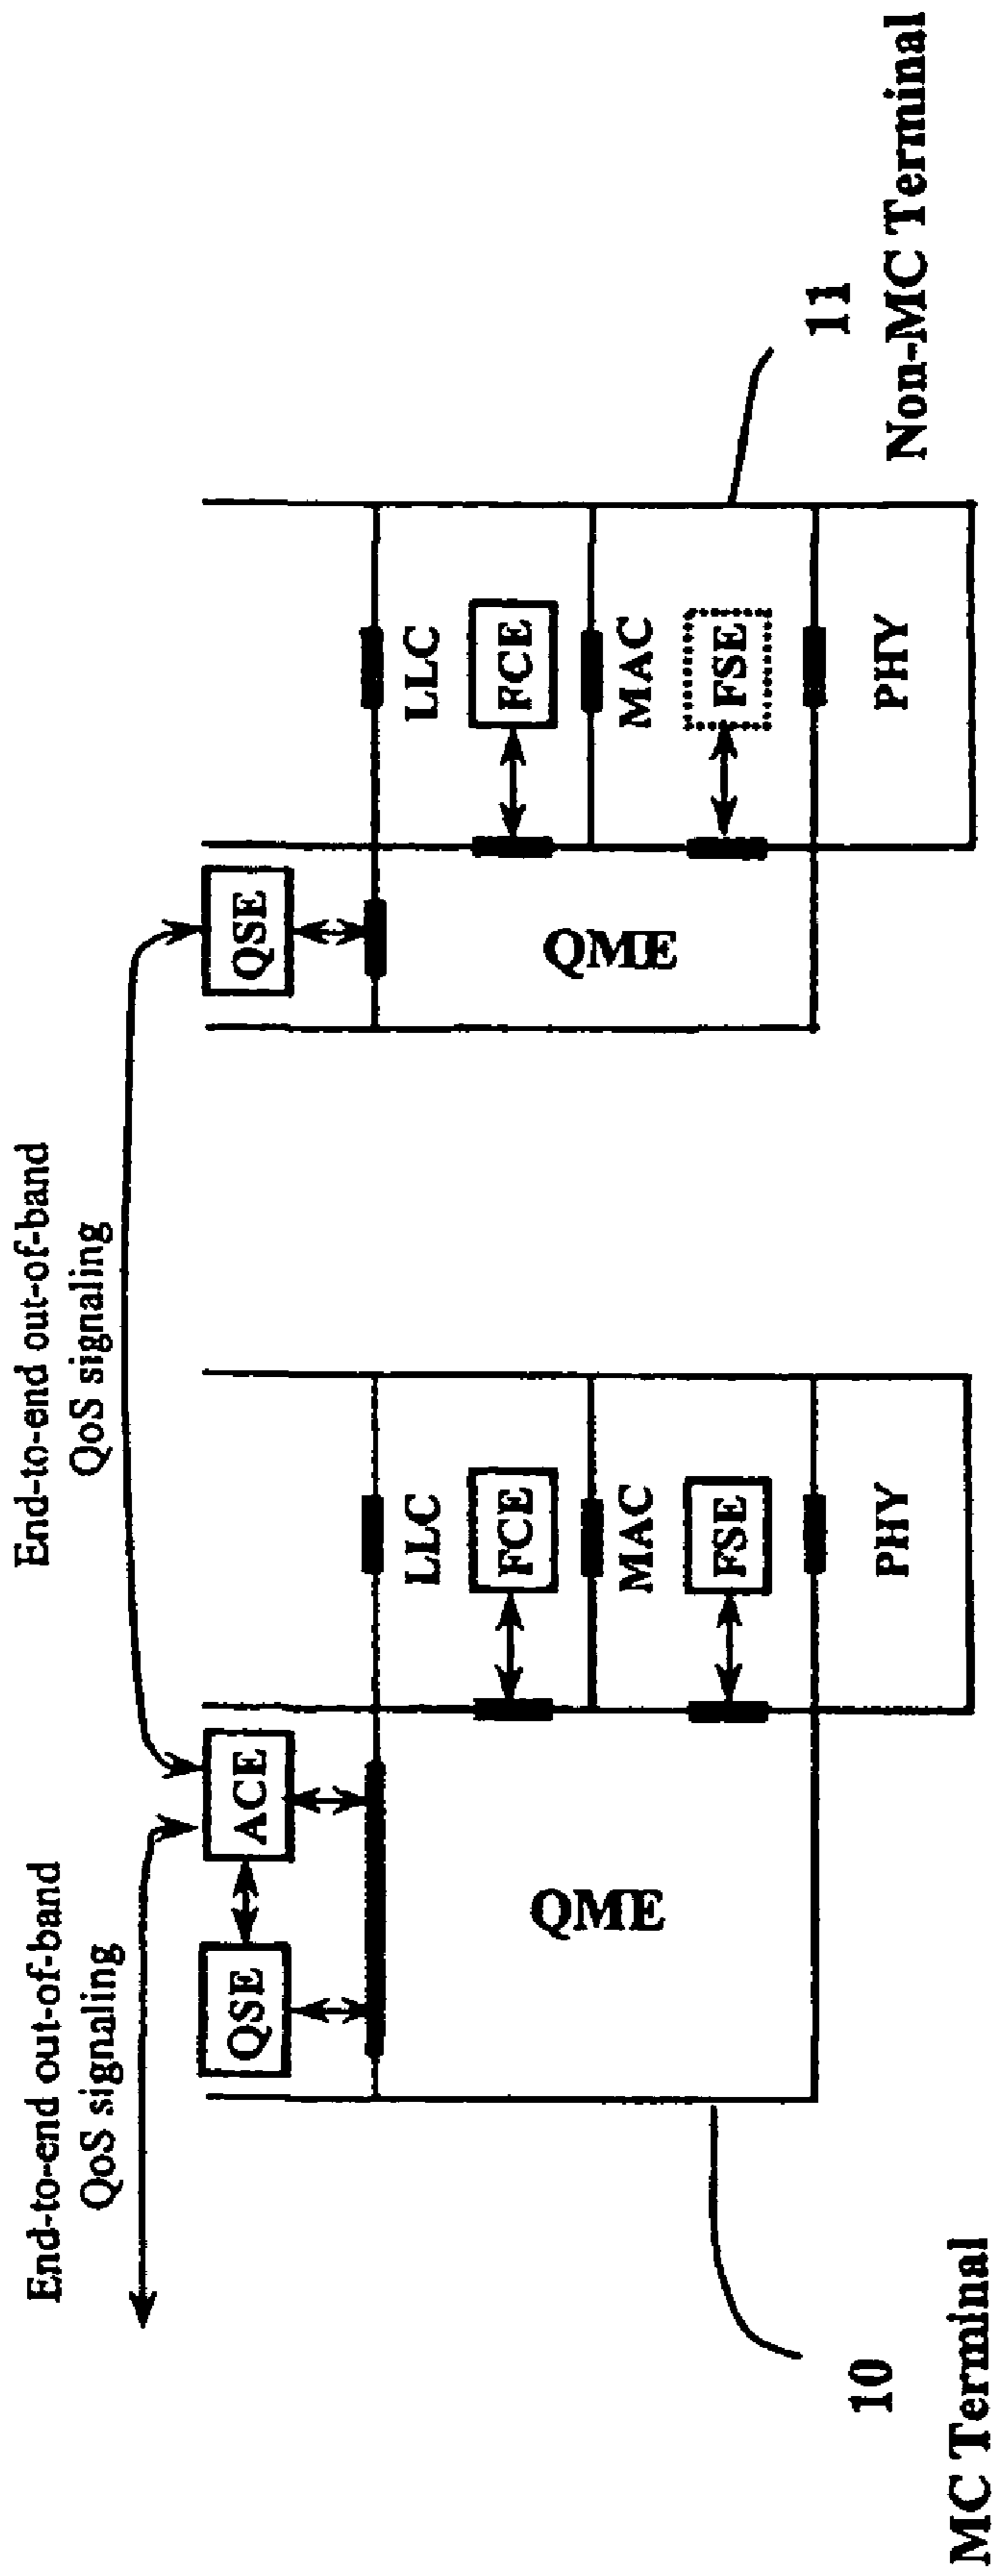 End-to-end out-of-band
QoS signaling
End-to-end out-of-band
QoS signaling
QSE
ACE
QSE
LLC
LLC
FCE
FCE
QME
QME
MAC
MAC
FSE
FSE
PHY
PHY
10
11
MC Terminal
Non-MC Terminal